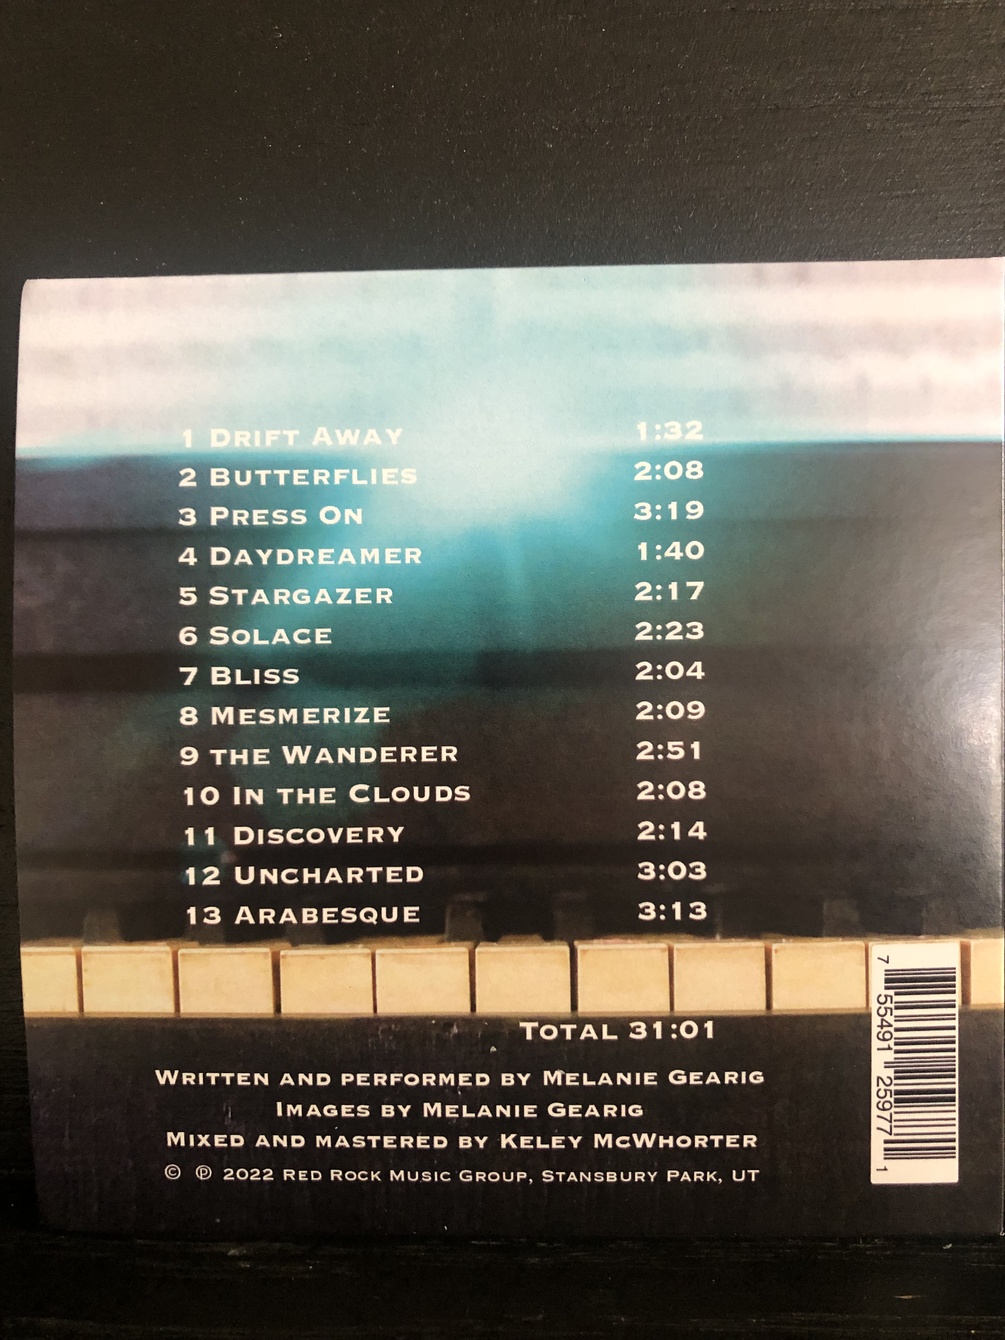 1 Drift Away 1:32
2 Butterflies 2:08
3 Press On 3:19
4 Daydreamer 1:40
5 Stargazer 2:17
6 Solace 2:23
7 Bliss 2:04
8 Mesmerize 2:09
9 the Wanderer 2:51
10 In the Clouds 2:08
11 Discovery 2:14
12 Uncharted 3:03
13 Arabesque 3:13
Total 31:01
Written and performed by Melanie Gearig
Images by Melanie Gearig
Mixed and mastered by Keley McWhorter
© ℗ 2022 Red Rock Music Group, Stansbury Park, UT
7 55491 25977 1